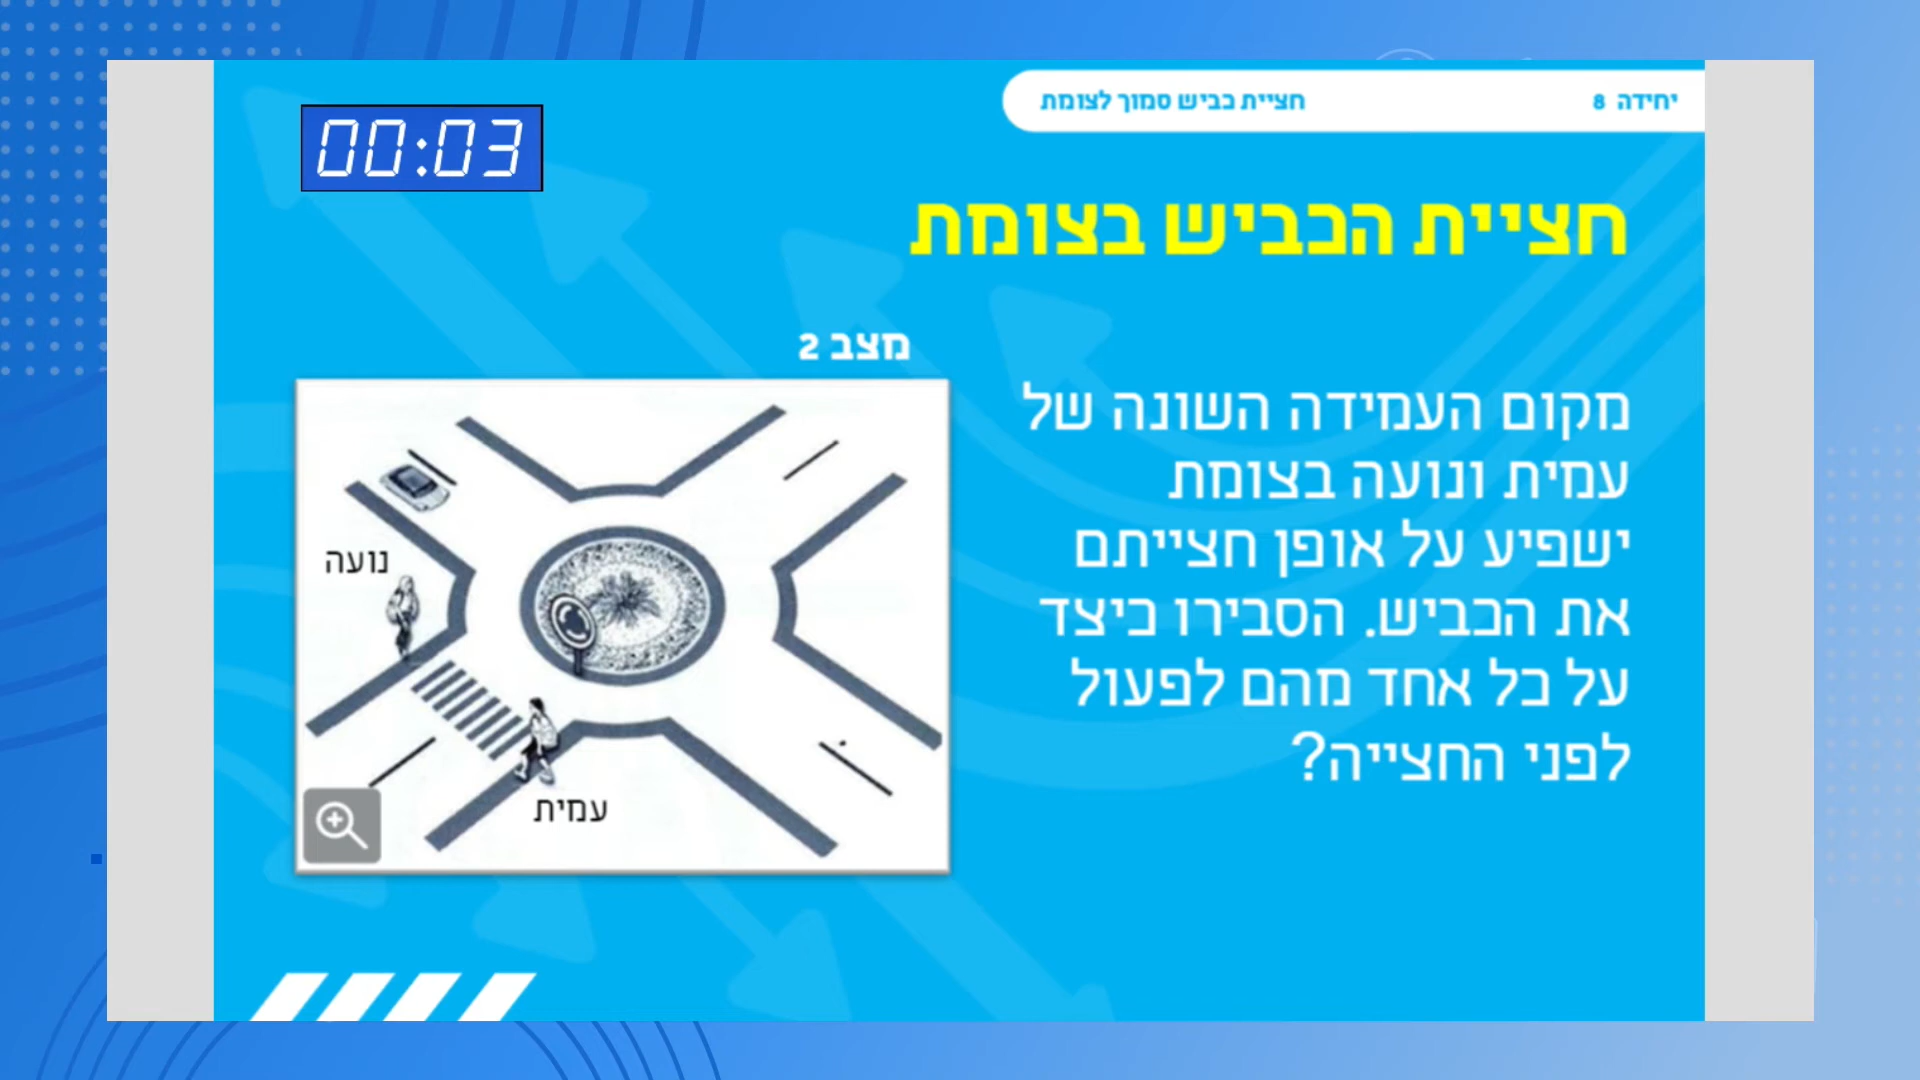 יחידה 8 חציית כביש סמוך לצומת
00:03
חציית הכביש בצומת
מצב 2
מקום העמידה השונה של
עמית ונועה בצומת
ישפיע על אופן חצייתם
את הכביש. הסבירו כיצד
על כל אחד מהם לפעול
לפני החצייה?
נועה
עמית